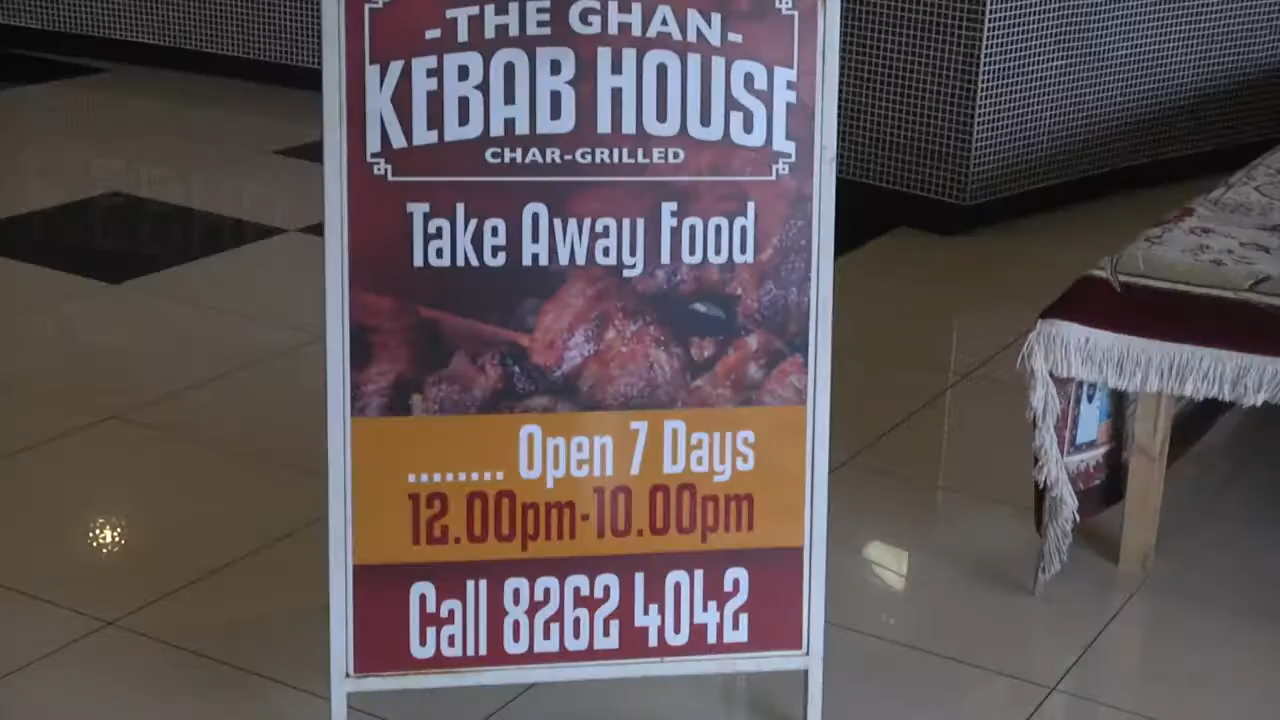 -THE GHAN-
KEBAB HOUSE
CHAR-GRILLED
Take Away Food
........ Open 7 Days
12.00pm-10.00pm
Call 8262 4042